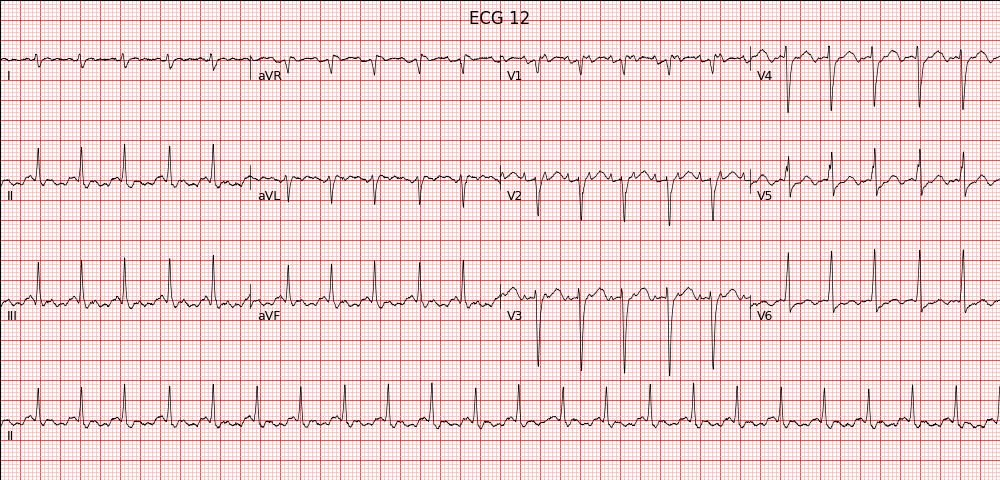 ECG 12
I aVR V1 V4
II aVL V2 V5
III aVF V3 V6
II